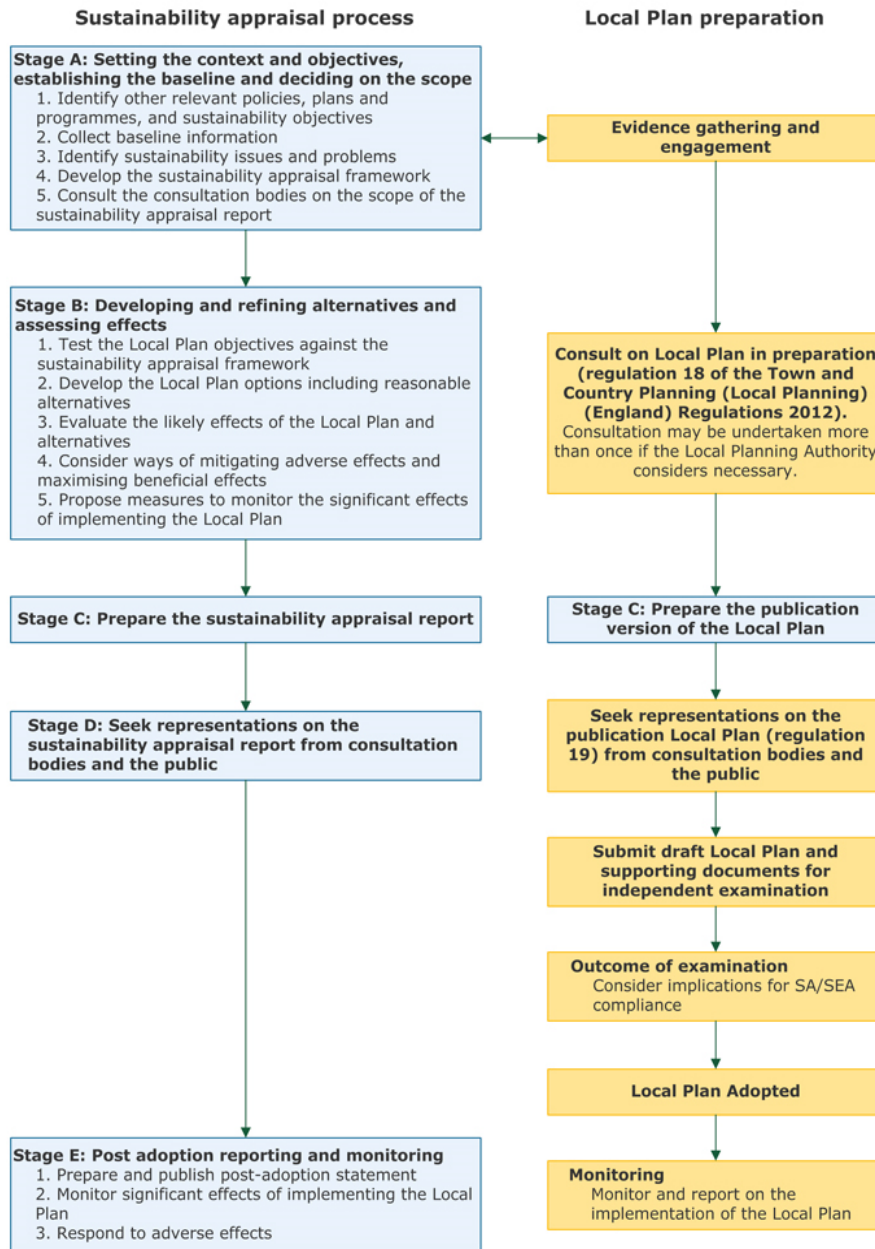 Sustainability appraisal process
Local Plan preparation
Stage A: Setting the context and objectives,
establishing the baseline and deciding on the scope
1. Identify other relevant policies, plans and
programmes, and sustainability objectives
2. Collect baseline information
3. Identify sustainability issues and problems
4. Develop the sustainability appraisal framework
5. Consult the consultation bodies on the scope of the
sustainability appraisal report
Evidence gathering and
engagement
Stage B: Developing and refining alternatives and
assessing effects
1. Test the Local Plan objectives against the
sustainability appraisal framework
2. Develop the Local Plan options including reasonable
alternatives
3. Evaluate the likely effects of the Local Plan and
alternatives
4. Consider ways of mitigating adverse effects and
maximising beneficial effects
5. Propose measures to monitor the significant effects
of implementing the Local Plan
Consult on Local Plan in preparation
(regulation 18 of the Town and
Country Planning (Local Planning)
(England) Regulations 2012).
Consultation may be undertaken more
than once if the Local Planning Authority
considers necessary.
Stage C: Prepare the sustainability appraisal report
Stage C: Prepare the publication
version of the Local Plan
Stage D: Seek representations on the
sustainability appraisal report from consultation
bodies and the public
Seek representations on the
publication Local Plan (regulation
19) from consultation bodies and
the public
Submit draft Local Plan and
supporting documents for
independent examination
Outcome of examination
Consider implications for SA/SEA
compliance
Local Plan Adopted
Stage E: Post adoption reporting and monitoring
1. Prepare and publish post-adoption statement
2. Monitor significant effects of implementing the Local
Plan
3. Respond to adverse effects
Monitoring
Monitor and report on the
implementation of the Local Plan